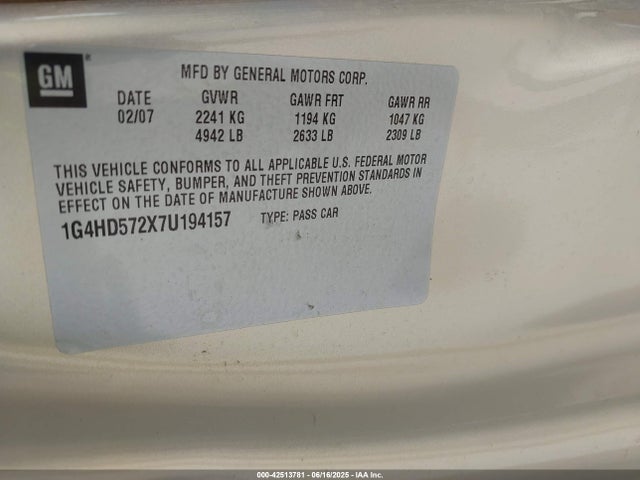 GM
MFD BY GENERAL MOTORS CORP.
DATE GVWR GAWR FRT GAWR RR
02/07 2241 KG 1194 KG 1047 KG
4942 LB 2633 LB 2309 LB
THIS VEHICLE CONFORMS TO ALL APPLICABLE U.S. FEDERAL MOTOR
VEHICLE SAFETY, BUMPER, AND THEFT PREVENTION STANDARDS IN
EFFECT ON THE DATE OF MANUFACTURE SHOWN ABOVE.
1G4HD572X7U194157 TYPE: PASS CAR
000-42513781 - 06/16/2025 - IAA Inc.